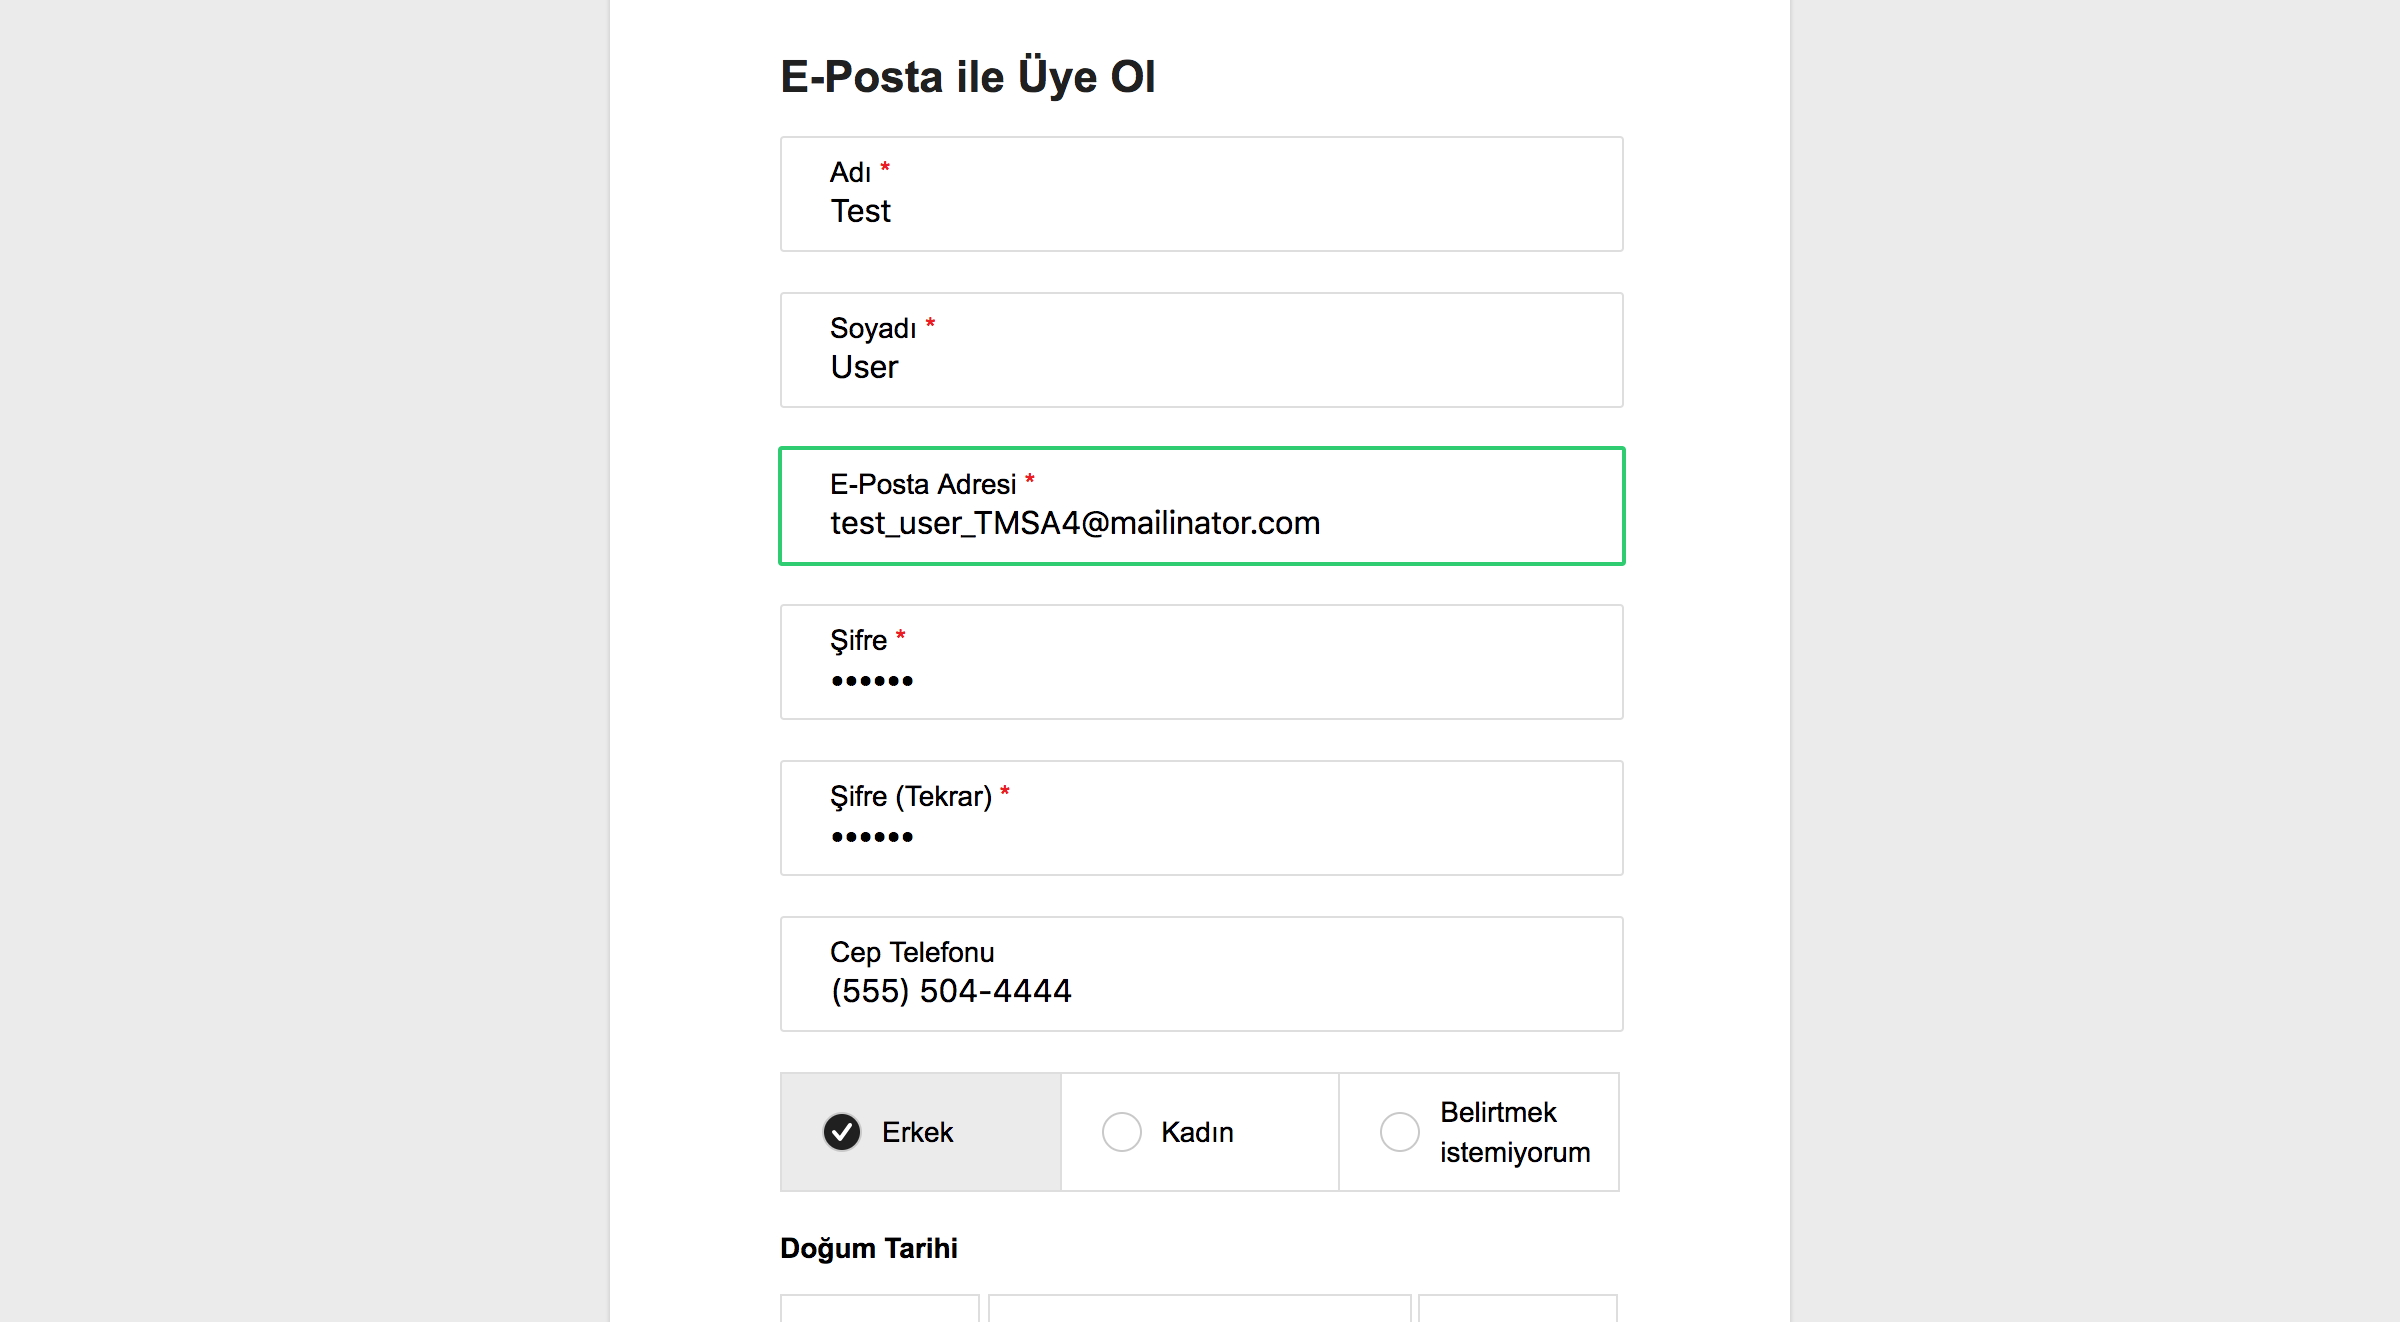 E-Posta ile Üye Ol
Adı *
Test
Soyadı *
User
E-Posta Adresi *
test_user_TMSA4@mailinator.com
Şifre *
••••••
Şifre (Tekrar) *
••••••
Cep Telefonu
(555) 504-4444
Erkek
Kadın
Belirtmek
istemiyorum
Doğum Tarihi